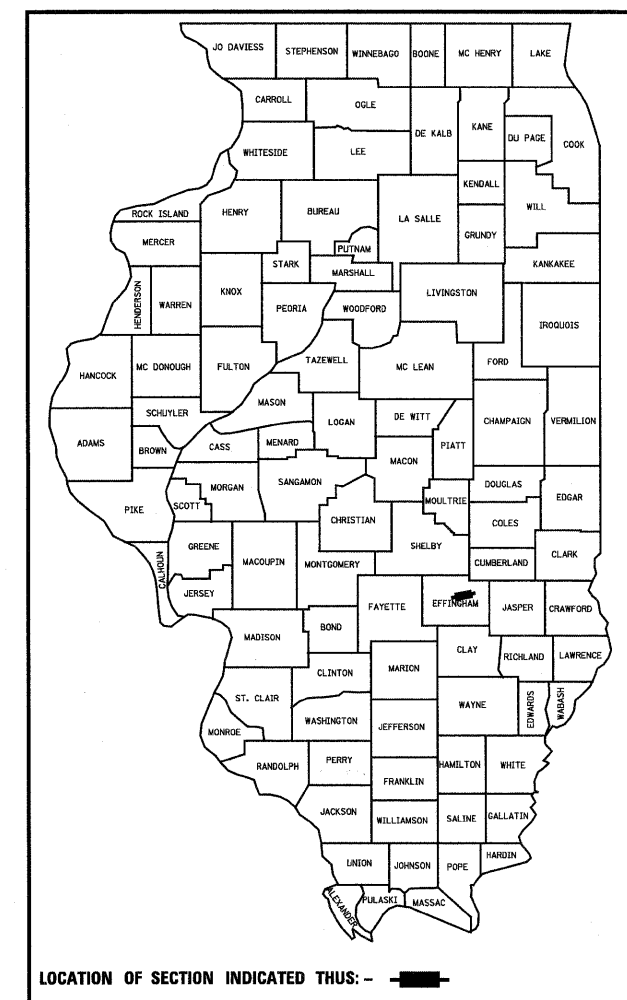 JO DAVIESS STEPHENSON WINNEBAGO BOONE MC HENRY LAKE
CARROLL OGLE DE KALB KANE DU PAGE COOK
WHITESIDE LEE KENDALL
ROCK ISLAND HENRY BUREAU LA SALLE GRUNDY WILL
MERCER PUTNAM
STARK MARSHALL KANKAKEE
HENDERSON WARREN KNOX PEORIA WOODFORD LIVINGSTON IROQUOIS
HANCOCK MC DONOUGH FULTON TAZEWELL MC LEAN FORD
MASON
SCHUYLER LOGAN DE WITT CHAMPAIGN VERMILION
ADAMS BROWN CASS MENARD MACON PIATT
PIKE SCOTT MORGAN SANGAMON CHRISTIAN MOULTRIE DOUGLAS EDGAR
COLES
CALHOUN GREENE MACOUPIN MONTGOMERY SHELBY CUMBERLAND CLARK
JERSEY FAYETTE EFFINGHAM JASPER CRAWFORD
MADISON BOND
CLINTON MARION CLAY RICHLAND LAWRENCE
ST. CLAIR WASHINGTON WAYNE EDWARDS WABASH
MONROE JEFFERSON
RANDOLPH PERRY FRANKLIN HAMILTON WHITE
JACKSON WILLIAMSON SALINE GALLATIN
UNION JOHNSON POPE HARDIN
ALEXANDER PULASKI MASSAC
LOCATION OF SECTION INDICATED THUS: -